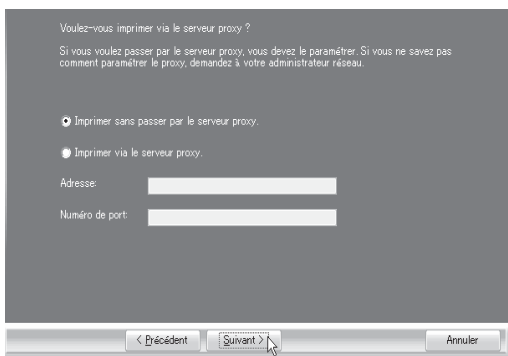 Voulez-vous imprimer via le serveur proxy ?
Si vous voulez passer par le serveur proxy, vous devez le paramétrer. Si vous ne savez pas
comment paramétrer le proxy, demandez à votre administrateur réseau.
Imprimer sans passer par le serveur proxy.
Imprimer via le serveur proxy.
Adresse:
Numéro de port:
< Précédent
Suivant >
Annuler